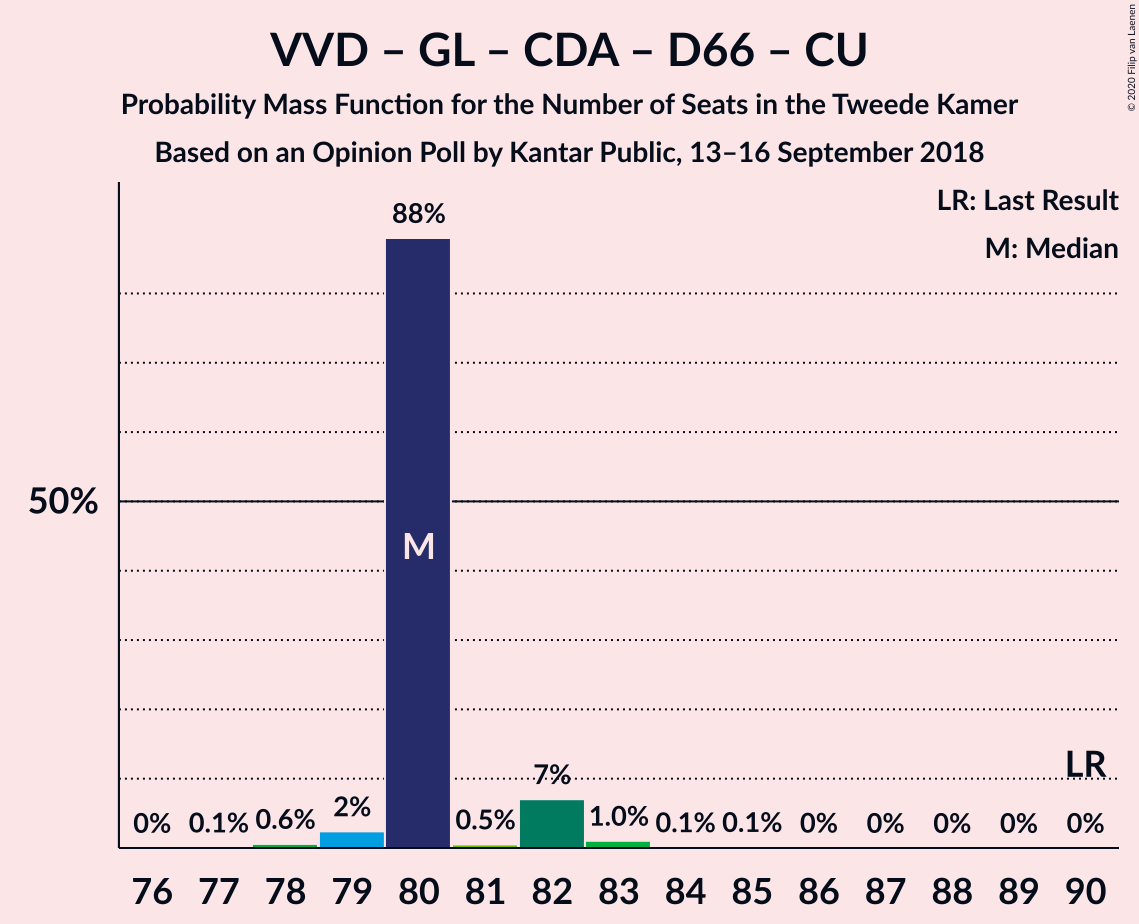 VVD – GL – CDA – D66 – CU
Probability Mass Function for the Number of Seats in the Tweede Kamer
Based on an Opinion Poll by Kantar Public, 13–16 September 2018
© 2020 Filip van Laenen
LR: Last Result
M: Median
88%
50%
M
LR
0% 0.1% 0.6% 2% 0.5% 7% 1.0% 0.1% 0.1% 0% 0% 0% 0% 0%
76 77 78 79 80 81 82 83 84 85 86 87 88 89 90